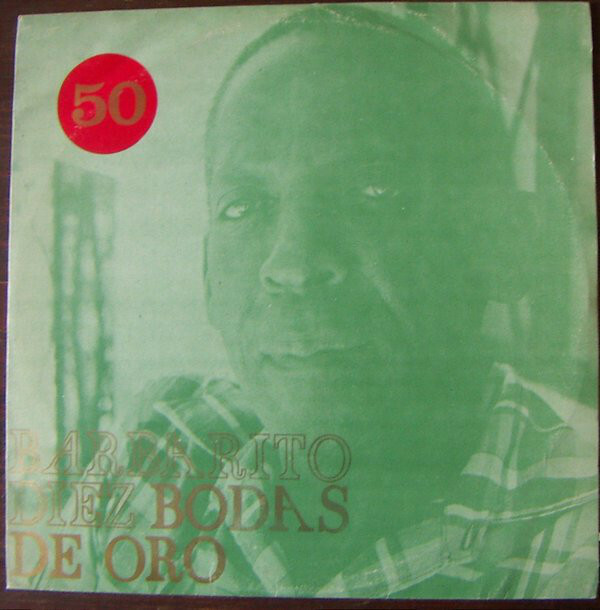 50
BARBARITO
DIEZ BODAS
DE ORO